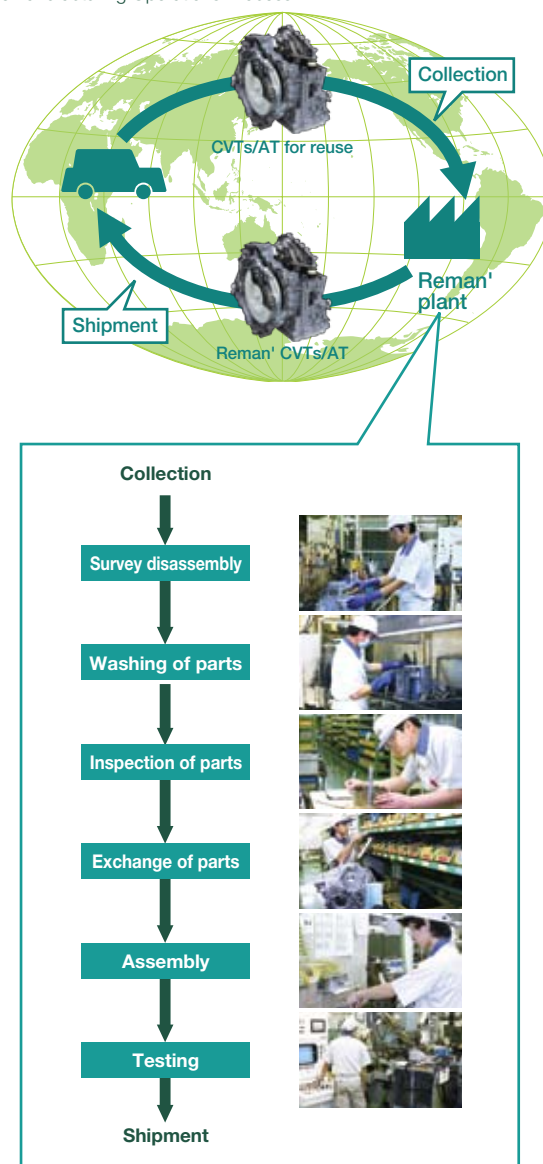 Collection
CVTs/AT for reuse
Reman'
plant
Shipment
Reman' CVTs/AT
Collection
Survey disassembly
Washing of parts
Inspection of parts
Exchange of parts
Assembly
Testing
Shipment